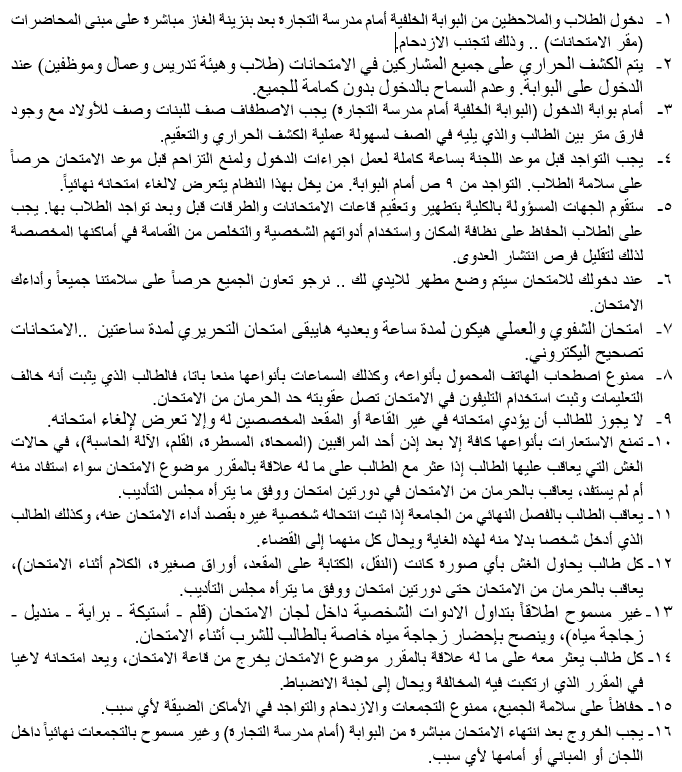 ١- دخول الطلاب والملاحظين من البوابة الخلفية أمام مدرسة التجارة بعد بنزينة الغاز مباشرة على مبنى المحاضرات
(مقر الامتحانات) .. وذلك لتجنب الازدحام.
٢- يتم الكشف الحراري على جميع المشاركين في الامتحانات (طلاب وهيئة تدريس وعمال وموظفين) عند
الدخول على البوابة. وعدم السماح بالدخول بدون كمامة للجميع.
٣- أمام بوابة الدخول (البوابة الخلفية أمام مدرسة التجارة) يجب الاصطفاف صف للبنات وصف للأولاد مع وجود
فارق متر بين الطالب والذي يليه في الصف لسهولة عملية الكشف الحراري والتعقيم.
٤- يجب التواجد قبل موعد اللجنة بساعة كاملة لعمل اجراءات الدخول ولمنع التزاحم قبل موعد الامتحان حرصاً
على سلامة الطلاب. التواجد من ٩ ص أمام البوابة. من يخل بهذا النظام يتعرض لالغاء امتحانه نهائياً.
٥- ستقوم الجهات المسؤولة بالكلية بتطهير وتعقيم قاعات الامتحانات والطرقات قبل وبعد تواجد الطلاب بها. يجب
على الطلاب الحفاظ على نظافة المكان واستخدام أدواتهم الشخصية والتخلص من القمامة في أماكنها المخصصة
لذلك لتقليل فرص انتشار العدوى.
٦- عند دخولك للامتحان سيتم وضع مطهر للايدي لك .. نرجو تعاون الجميع حرصاً على سلامتنا جميعاً وأداءك
الامتحان.
٧- امتحان الشفوي والعملي هيكون لمدة ساعة وبعديه هايبقى امتحان التحريري لمدة ساعتين ..الامتحانات
تصحيح اليكتروني.
٨- ممنوع اصطحاب الهاتف المحمول بأنواعه، وكذلك السماعات بأنواعها منعا باتا، فالطالب الذي يثبت أنه خالف
التعليمات وثبت استخدام التليفون في الامتحان تصل عقوبته حد الحرمان من الامتحان.
٩- لا يجوز للطالب أن يؤدي امتحانه في غير القاعة أو المقعد المخصصين له وإلا تعرض لإلغاء امتحانه.
١٠- تمنع الاستعارات بأنواعها كافة إلا بعد إذن أحد المراقبين (الممحاة، المسطره، القلم، الآلة الحاسبة)، في حالات
الغش التي يعاقب عليها الطالب إذا عثر مع الطالب على ما له علاقة بالمقرر موضوع الامتحان سواء استفاد منه
أم لم يستفد، يعاقب بالحرمان من الامتحان في دورتين امتحان ووفق ما يترأه مجلس التأديب.
١١- يعاقب الطالب بالفصل النهائي من الجامعة إذا ثبت انتحاله شخصية غيره بقصد أداء الامتحان عنه، وكذلك الطالب
الذي أدخل شخصا بدلا منه لهذه الغاية ويحال كل منهما إلى القضاء.
١٢- كل طالب يحاول الغش بأي صورة كانت (النقل، الكتابة على المقعد، أوراق صغيرة، الكلام أثناء الامتحان)،
يعاقب بالحرمان من الامتحان حتى دورتين امتحان ووفق ما يترأه مجلس التأديب.
١٣- غير مسموح اطلاقاً بتداول الادوات الشخصية داخل لجان الامتحان (قلم - أستيكة - براية - منديل -
زجاجة مياه)، وينصح بإحضار زجاجة مياه خاصة بالطالب للشرب أثناء الامتحان.
١٤- كل طالب يعثر معه على ما له علاقة بالمقرر موضوع الامتحان يخرج من قاعة الامتحان، ويعد امتحانه لاغيا
في المقرر الذي ارتكبت فيه المخالفة ويحال إلى لجنة الانضباط.
١٥- حفاظاً على سلامة الجميع، ممنوع التجمعات والازدحام والتواجد في الأماكن الضيقة لأي سبب.
١٦- يجب الخروج بعد انتهاء الامتحان مباشرة من البوابة (أمام مدرسة التجارة) وغير مسموح بالتجمعات نهائياً داخل
اللجان أو المباني أو أمامها لأي سبب.